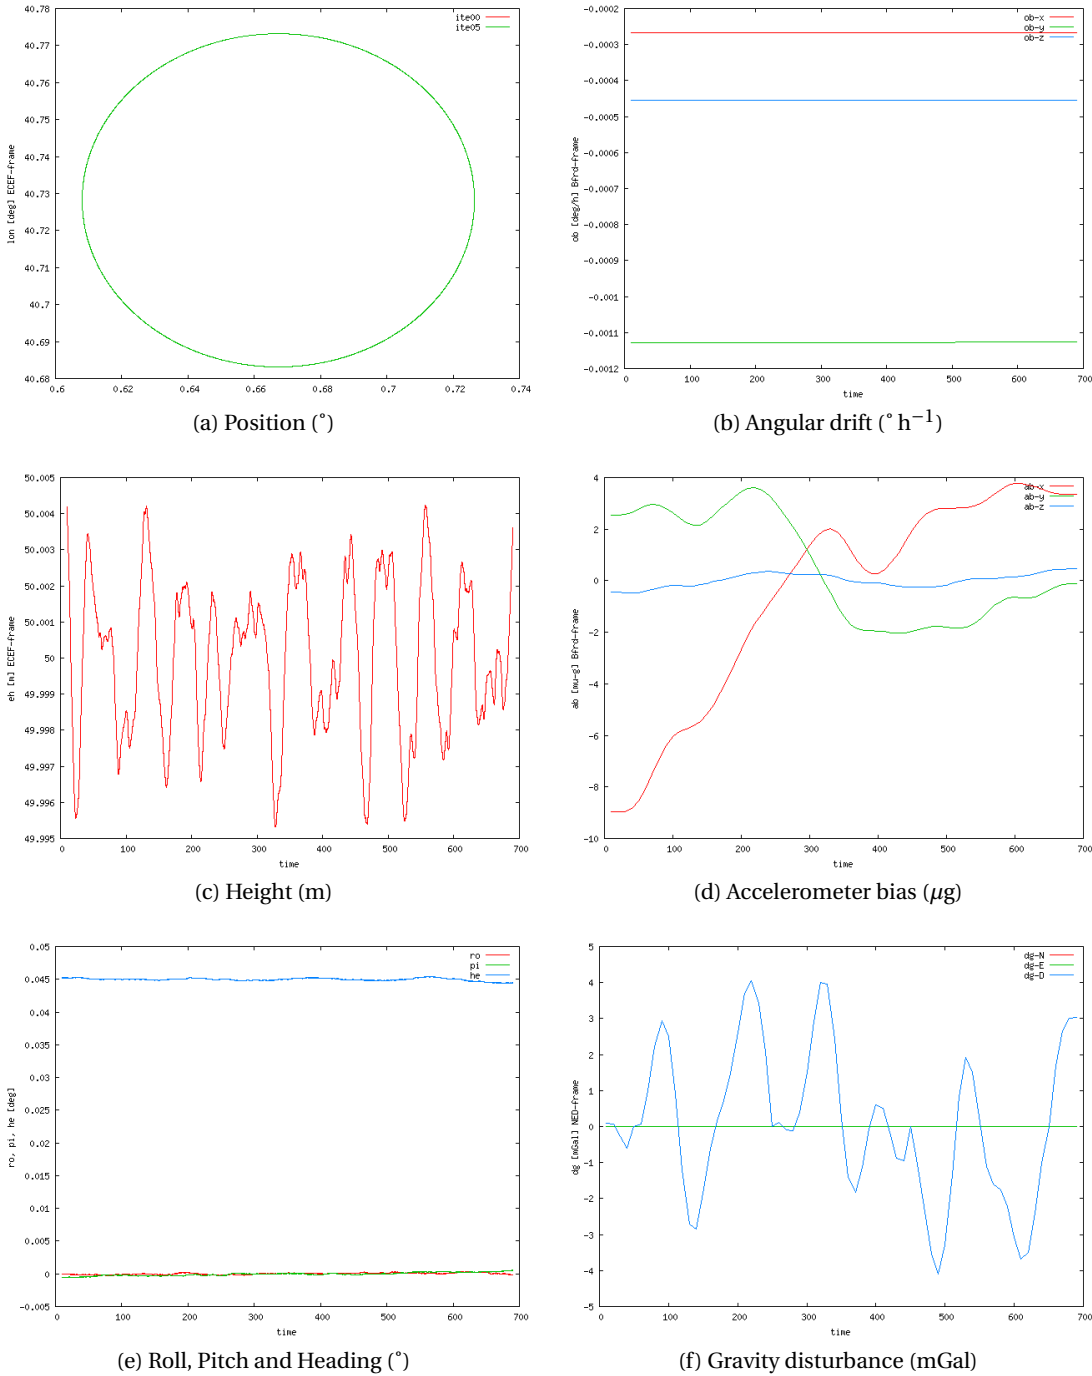 40.78
40.77
40.76
40.75
40.74
40.73
40.72
40.71
40.7
40.69
40.68
lon [deg] ECEF-frame
ite00
ite05
0.6 0.62 0.64 0.66 0.68 0.7 0.72 0.74
(a) Position (°)
-0.0002
-0.0003
-0.0004
-0.0005
-0.0006
-0.0007
-0.0008
-0.0009
-0.001
-0.0011
-0.0012
ob [deg/h] Bfrd-frame
ob-x
ob-y
ob-z
0 100 200 300 400 500 600 700
time
(b) Angular drift (° h−1)
50.005
50.004
50.003
50.002
50.001
50
49.999
49.998
49.997
49.996
49.995
eh [m] ECEF-frame
0 100 200 300 400 500 600 700
time
(c) Height (m)
4
2
0
-2
-4
-6
-8
-10
ab [mu-g] Bfrd-frame
ab-x
ab-y
ab-z
0 100 200 300 400 500 600 700
time
(d) Accelerometer bias (μg)
0.05
0.045
0.04
0.035
0.03
0.025
0.02
0.015
0.01
0.005
0
-0.005
ro, pi, he [deg]
ro
pi
he
0 100 200 300 400 500 600 700
time
(e) Roll, Pitch and Heading (°)
5
4
3
2
1
0
-1
-2
-3
-4
-5
dg [mGal] NED-frame
dg-N
dg-E
dg-D
0 100 200 300 400 500 600 700
time
(f) Gravity disturbance (mGal)